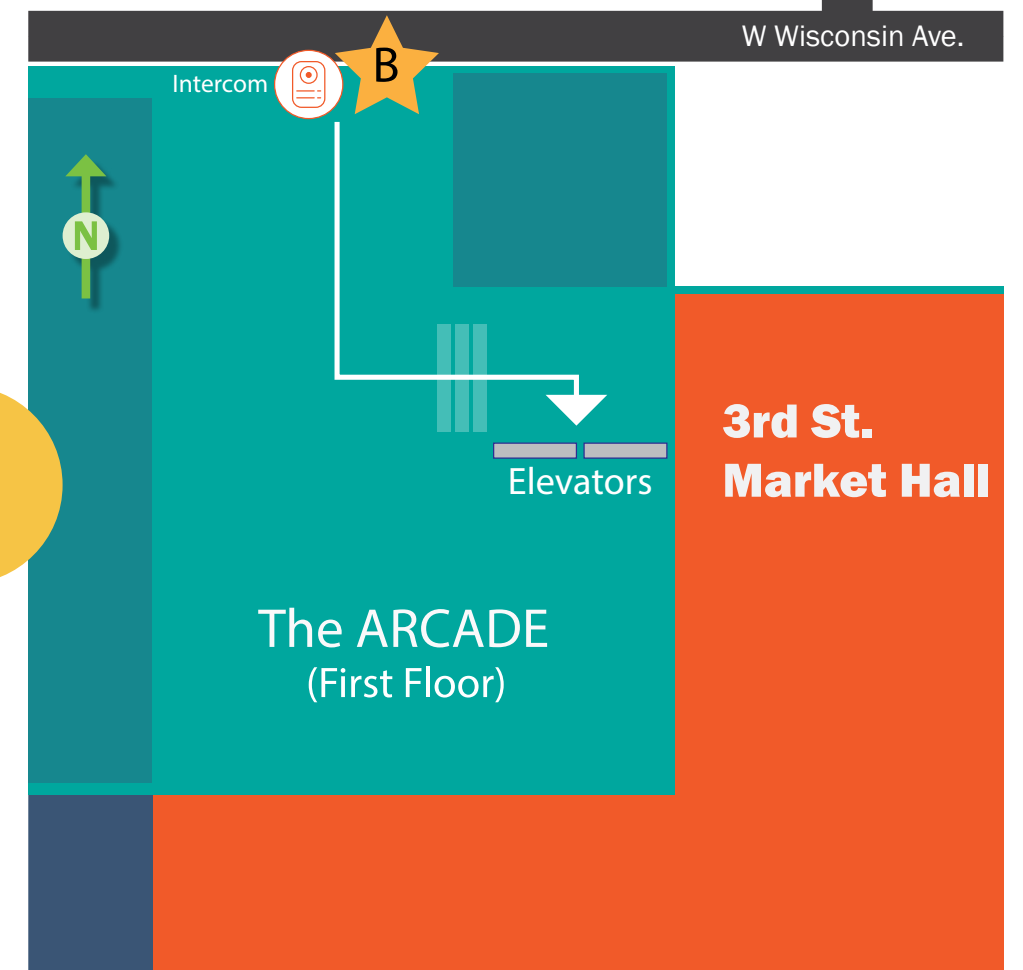 W Wisconsin Ave.
B
Intercom
N
3rd St.
Market Hall
Elevators
The ARCADE
(First Floor)